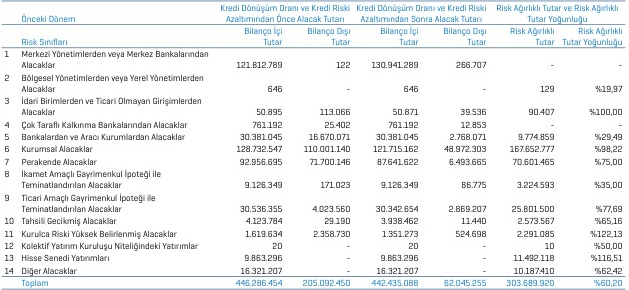 Önceki Dönem
Kredi Dönüşüm Oranı ve Kredi Riski Azaltımından Önce Alacak Tutarı
Kredi Dönüşüm Oranı ve Kredi Riski Azaltımından Sonra Alacak Tutarı
Risk Ağırlıklı Tutar ve Risk Ağırlıklı Tutar Yoğunluğu
Risk Sınıfları Bilanço İçi Tutar Bilanço Dışı Tutar Bilanço İçi Tutar Bilanço Dışı Tutar Risk Ağırlıklı Tutar Risk Ağırlıklı Tutar Yoğunluğu
1 Merkezi Yönetimlerden veya Merkez Bankalarından
Alacaklar 121.812.789 122 130.941.289 266.707 - -
2 Bölgesel Yönetimlerden veya Yerel Yönetimlerden
Alacaklar 646 - 646 - 129 %19,97
3 İdari Birimlerden ve Ticari Olmayan Girişimlerden
Alacaklar 50.895 113.066 50.871 39.536 90.407 %100,00
4 Çok Taraflı Kalkınma Bankalarından Alacaklar 761.192 25.402 761.192 12.853 - -
5 Bankalardan ve Aracı Kurumlardan Alacaklar 30.381.045 16.670.071 30.381.045 2.768.071 9.774.859 %29,49
6 Kurumsal Alacaklar 128.732.547 110.001.140 121.715.162 48.972.303 167.652.777 %98,22
7 Perakende Alacaklar 92.956.695 71.700.146 87.641.622 6.493.665 70.601.465 %75,00
8 İkamet Amaçlı Gayrimenkul İpoteği ile
Teminatlandırılan Alacaklar 9.126.349 171.023 9.126.349 86.775 3.224.593 %35,00
9 Ticari Amaçlı Gayrimenkul İpoteği ile
Teminatlandırılan Alacaklar 30.536.355 4.023.560 30.342.654 2.869.207 25.801.500 %77,69
10 Tahsili Gecikmiş Alacaklar 4.123.784 29.190 3.938.462 11.440 2.573.567 %65,16
11 Kurulca Riski Yüksek Belirlenmiş Alacaklar 1.619.634 2.358.730 1.351.273 524.698 2.291.085 %122,13
12 Kolektif Yatırım Kuruluşu Niteliğindeki Yatırımlar 20 - 20 - 10 %50,00
13 Hisse Senedi Yatırımları 9.863.296 - 9.863.296 - 11.492.118 %116,51
14 Diğer Alacaklar 16.321.207 - 16.321.207 - 10.187.410 %62,42
Toplam 446.286.454 205.092.450 442.435.088 62.045.255 303.689.920 %60,20